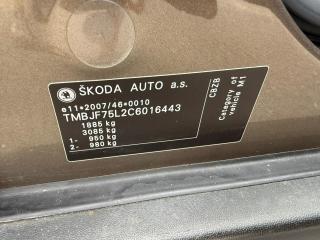 ŠKODA AUTO a.s.
e11*2007/46*0010
TMBJF75L2C6016443
1885 kg
3085 kg
1- 950 kg
2- 980 kg
CBZB
Category of
vehicle M1